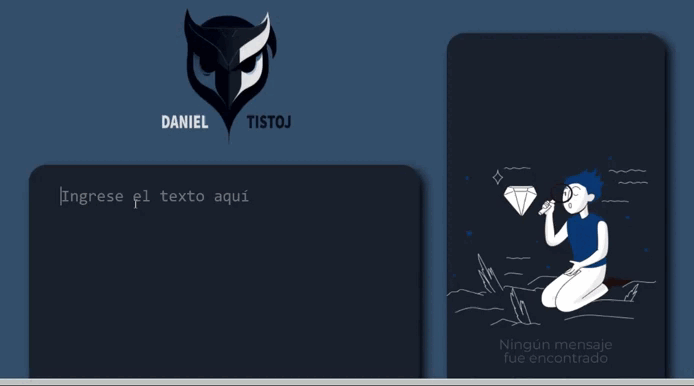 DANIEL TISTOJ
Ingrese el texto aquí
Ningún mensaje
fue encontrado